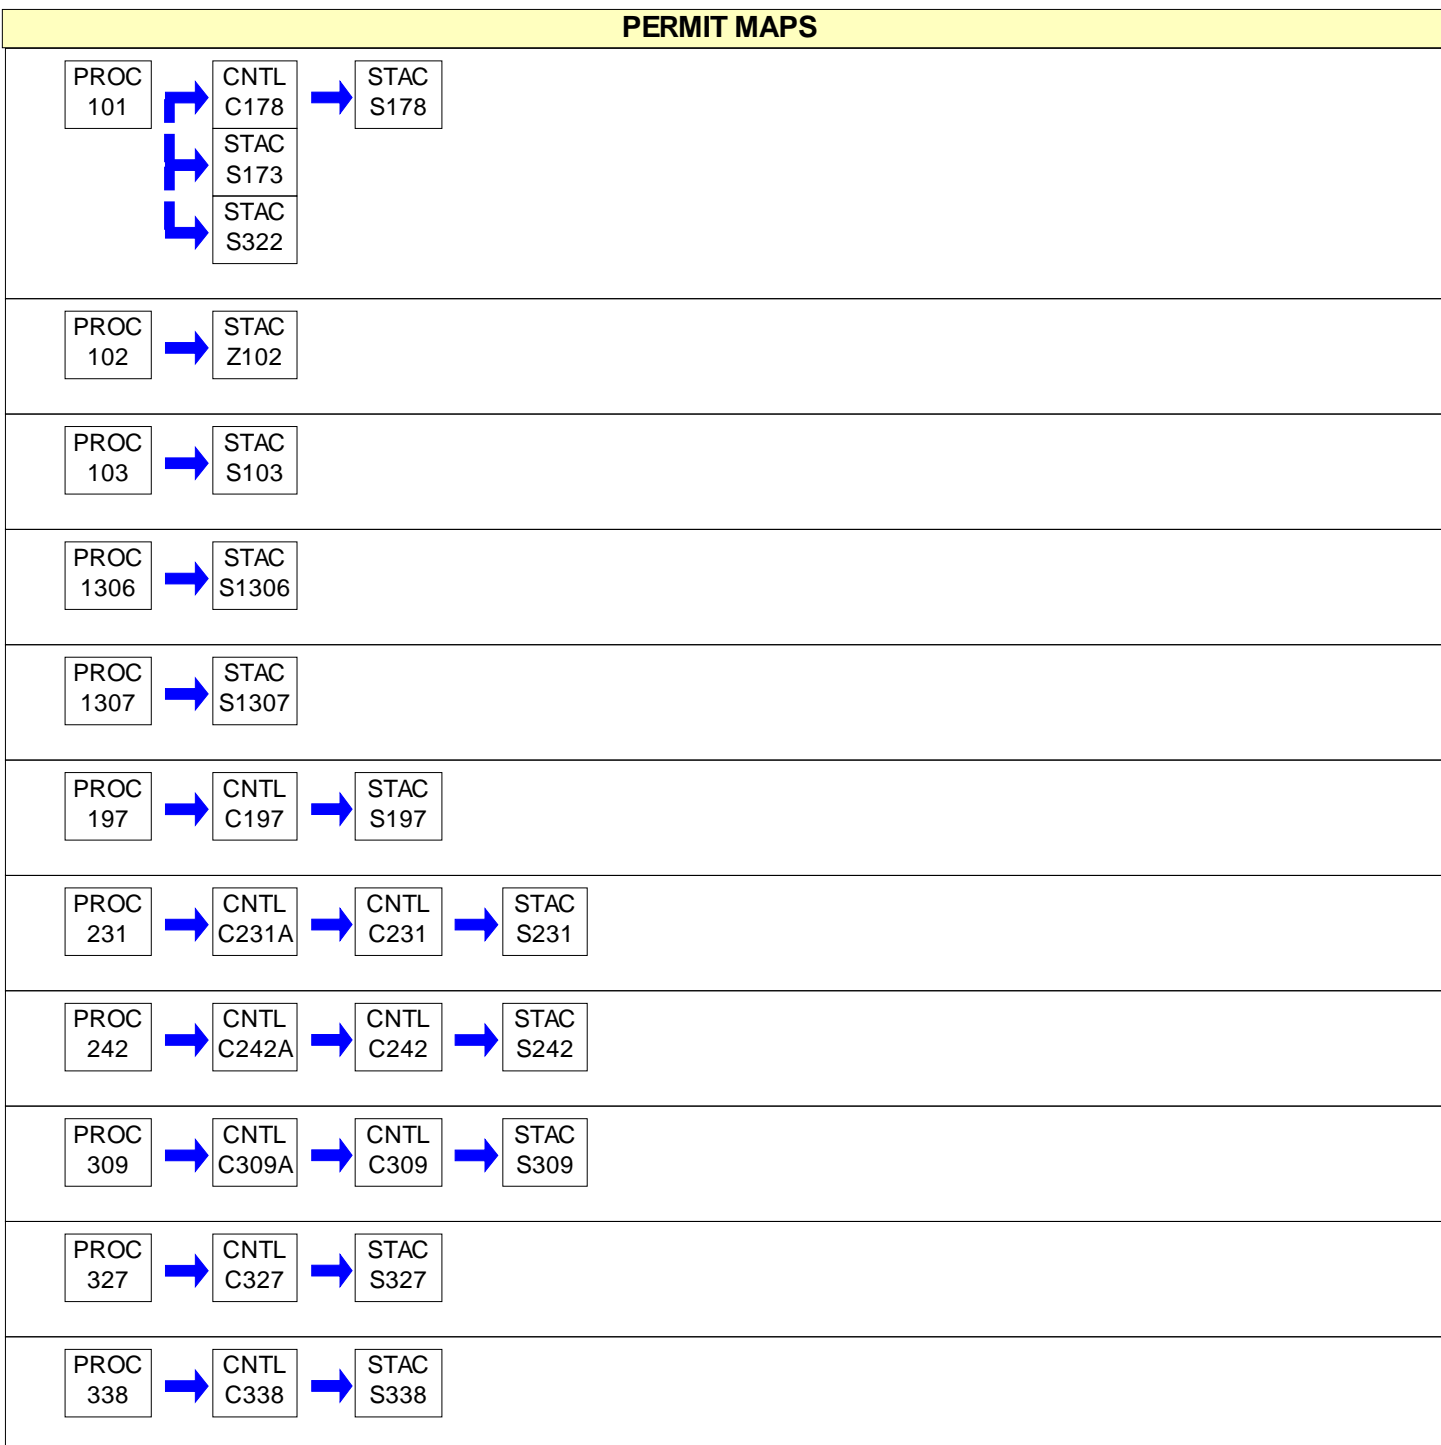 PERMIT MAPS
PROC
101
CNTL
C178
STAC
S178
STAC
S173
STAC
S322
PROC
102
STAC
Z102
PROC
103
STAC
S103
PROC
1306
STAC
S1306
PROC
1307
STAC
S1307
PROC
197
CNTL
C197
STAC
S197
PROC
231
CNTL
C231A
CNTL
C231
STAC
S231
PROC
242
CNTL
C242A
CNTL
C242
STAC
S242
PROC
309
CNTL
C309A
CNTL
C309
STAC
S309
PROC
327
CNTL
C327
STAC
S327
PROC
338
CNTL
C338
STAC
S338